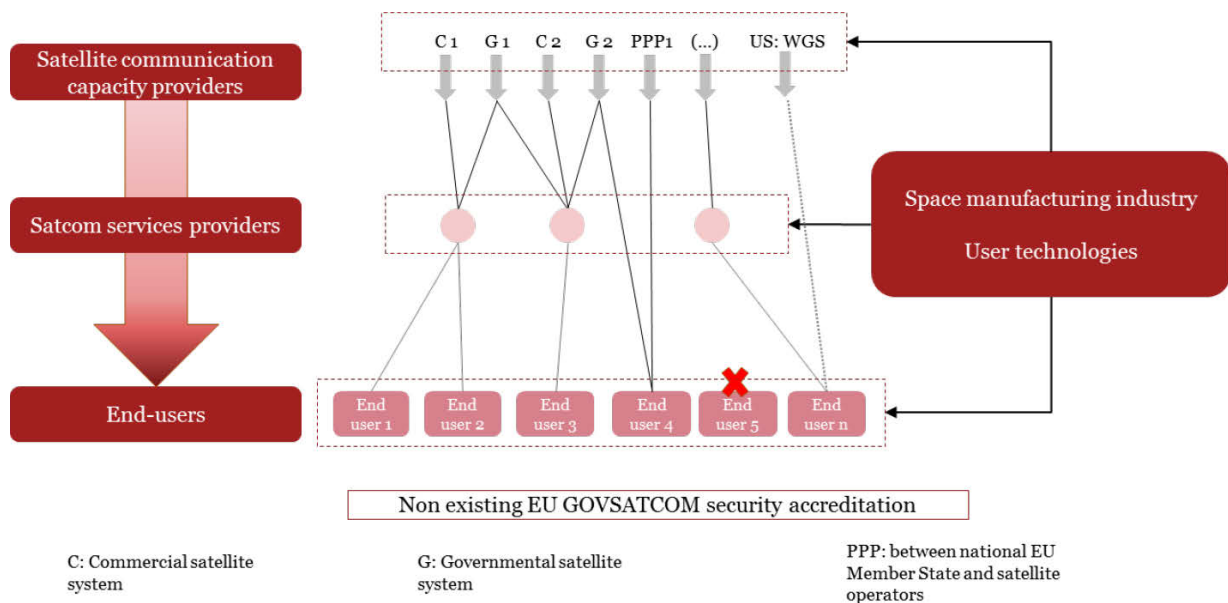 Satellite communication
capacity providers
C 1 G 1 C 2 G 2 PPP1 (...) US: WGS
Satcom services providers
Space manufacturing industry
User technologies
End-users
End
user 1
End
user 2
End
user 3
End
user 4
End
user 5
End
user n
Non existing EU GOVSATCOM security accreditation
C: Commercial satellite
system
G: Governmental satellite
system
PPP: between national EU
Member State and satellite
operators